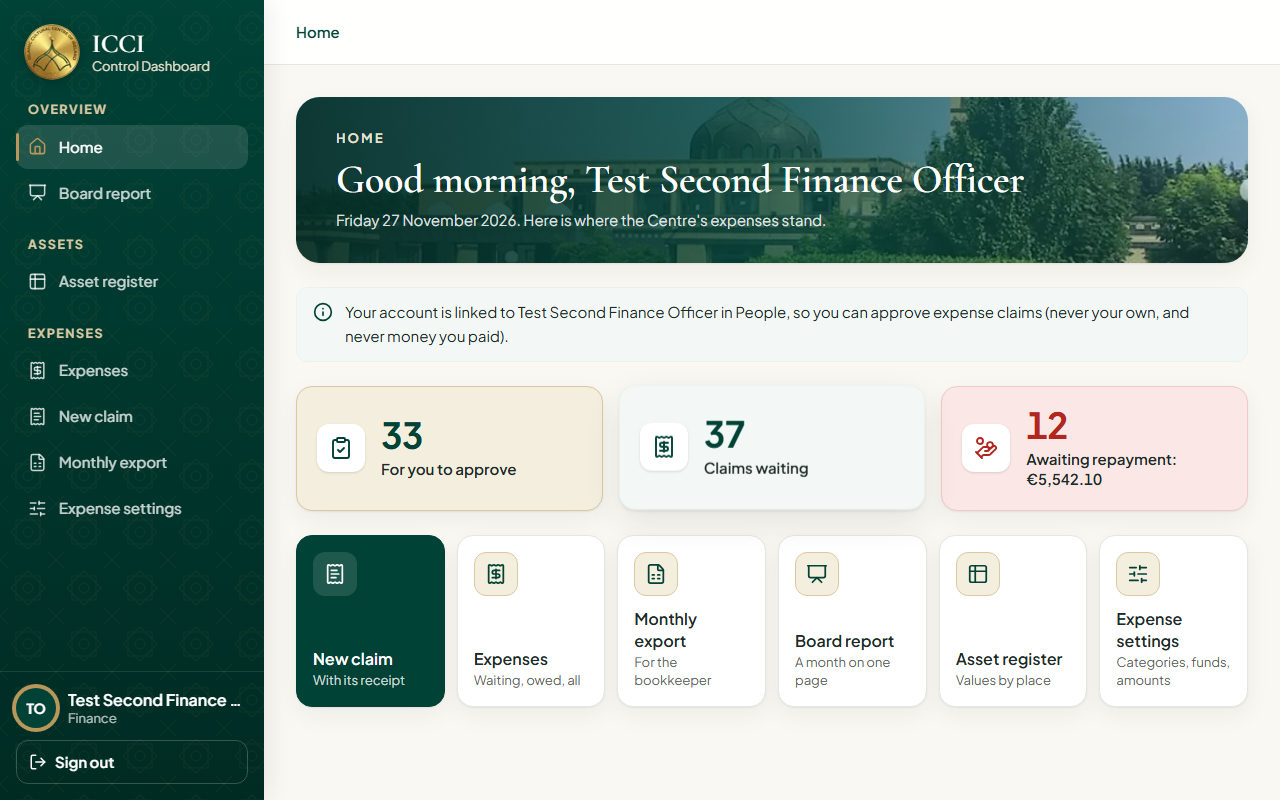 ICCI
Control Dashboard
OVERVIEW
Home
Board report
ASSETS
Asset register
EXPENSES
Expenses
New claim
Monthly export
Expense settings
TO
Test Second Finance ...
Finance
Sign out
Home
HOME
Good morning, Test Second Finance Officer
Friday 27 November 2026. Here is where the Centre's expenses stand.
Your account is linked to Test Second Finance Officer in People, so you can approve expense claims (never your own, and
never money you paid).
33
For you to approve
37
Claims waiting
12
Awaiting repayment:
€5,542.10
New claim
With its receipt
Expenses
Waiting, owed, all
Monthly
export
For the
bookkeeper
Board report
A month on one
page
Asset register
Values by place
Expense
settings
Categories, funds,
amounts